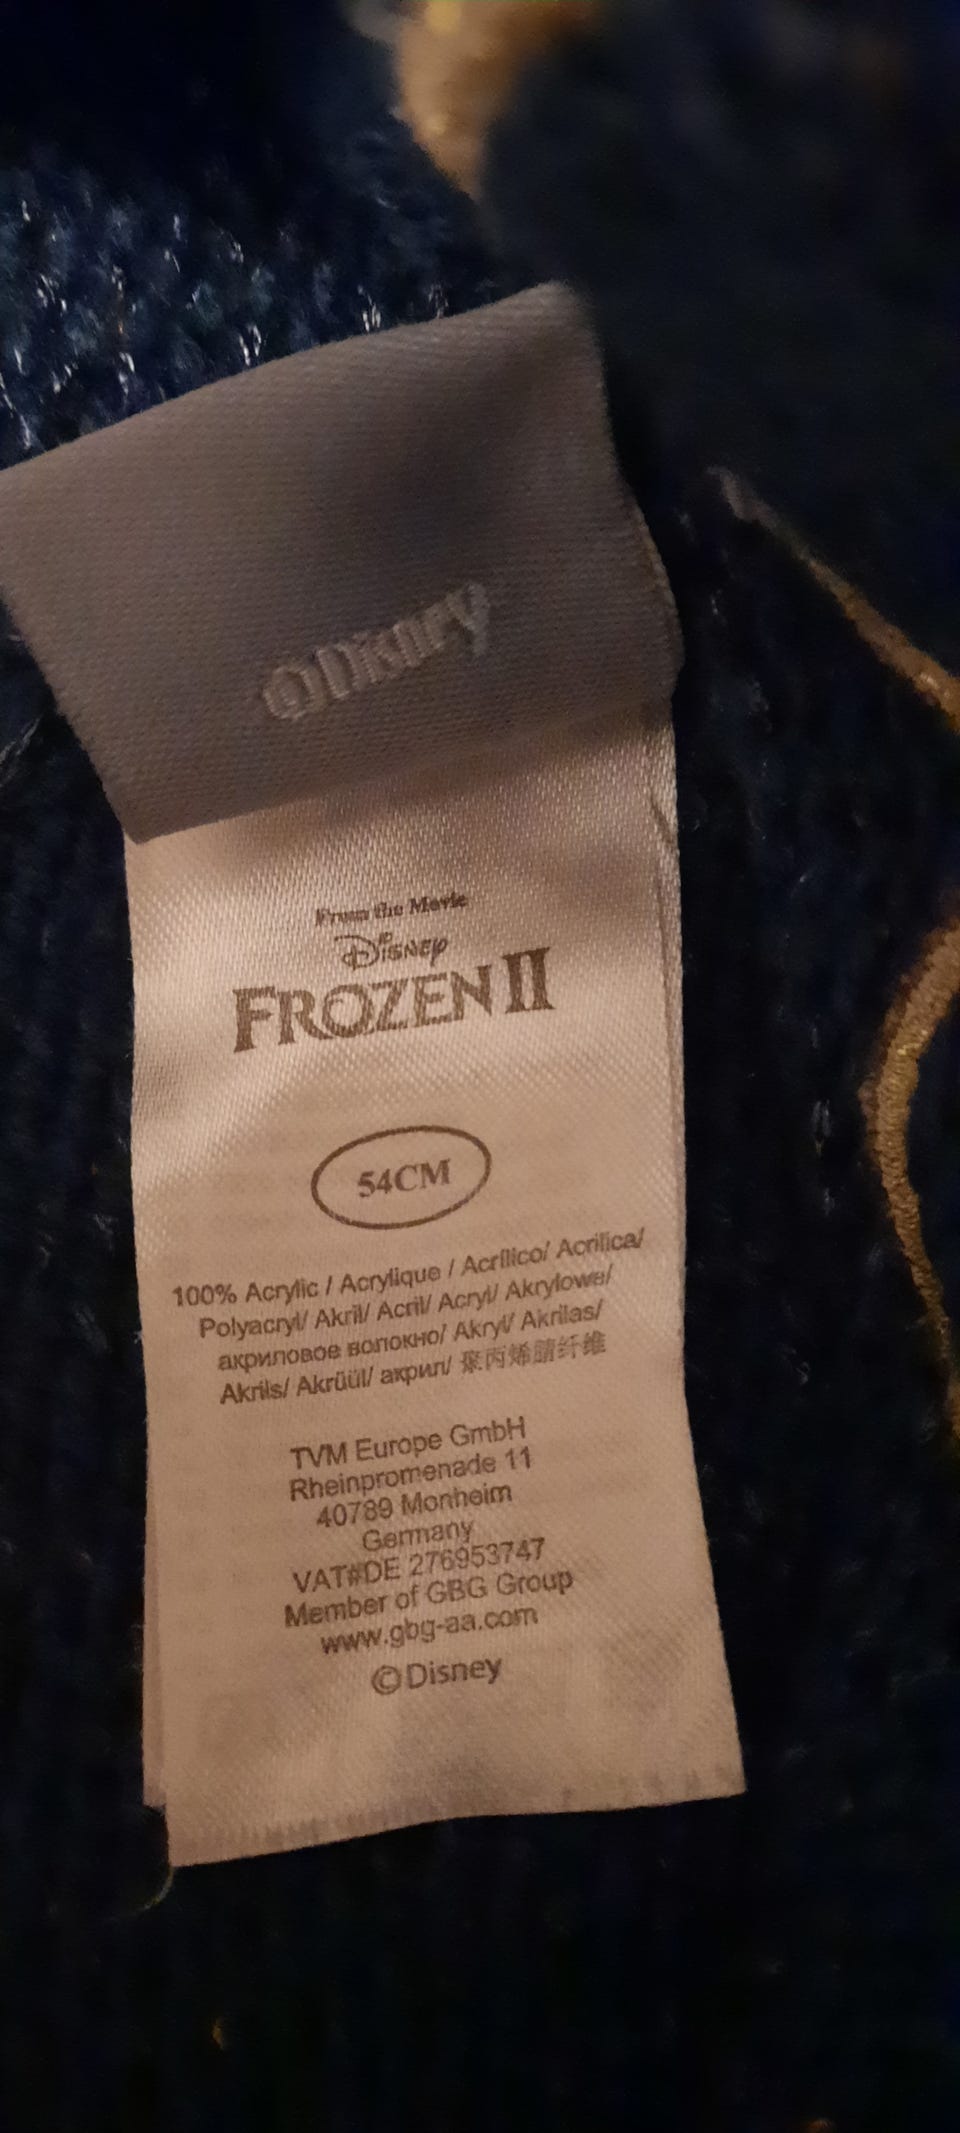 ©Disney
From the Movie
Disney
FROZEN II
54CM
100% Acrylic / Acrylique / Acrílico/ Acrilica/
Polyacryl/ Akril/ Acril/ Acryl/ Akrylowe/
акриловое волокно/ Akryl/ Akrilas/
Akrils/ Akrüül/ акрил/ 聚丙烯腈纤维
TVM Europe GmbH
Rheinpromenade 11
40789 Monheim
Germany
VAT#DE 276953747
Member of GBG Group
www.gbg-aa.com
©Disney